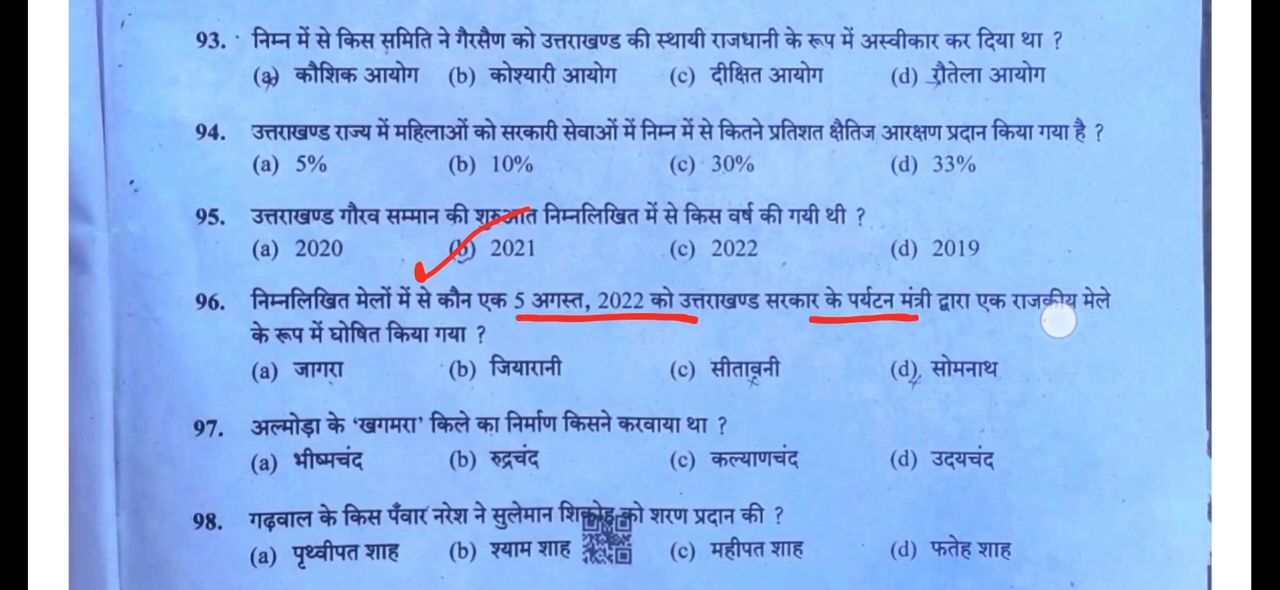 93. निम्न में से किस समिति ने गैरसैण को उत्तराखण्ड की स्थायी राजधानी के रूप में अस्वीकार कर दिया था ?
(a) कौशिक आयोग (b) कोश्यारी आयोग (c) दीक्षित आयोग (d) रौतेला आयोग
94. उत्तराखण्ड राज्य में महिलाओं को सरकारी सेवाओं में निम्न में से कितने प्रतिशत क्षैतिज आरक्षण प्रदान किया गया है ?
(a) 5% (b) 10% (c) 30% (d) 33%
95. उत्तराखण्ड गौरव सम्मान की शुरुआत निम्नलिखित में से किस वर्ष की गयी थी ?
(a) 2020 (b) 2021 (c) 2022 (d) 2019
96. निम्नलिखित मेलों में से कौन एक 5 अगस्त, 2022 को उत्तराखण्ड सरकार के पर्यटन मंत्री द्वारा एक राजकीय मेले
के रूप में घोषित किया गया ?
(a) जागरा (b) जियारानी (c) सीतावनी (d) सोमनाथ
97. अल्मोड़ा के ‘खगमरा’ किले का निर्माण किसने करवाया था ?
(a) भीष्मचंद (b) रुद्रचंद (c) कल्याणचंद (d) उदयचंद
98. गढ़वाल के किस पँवार नरेश ने सुलेमान शिकोह को शरण प्रदान की ?
(a) पृथ्वीपत शाह (b) श्याम शाह (c) महीपत शाह (d) फतेह शाह